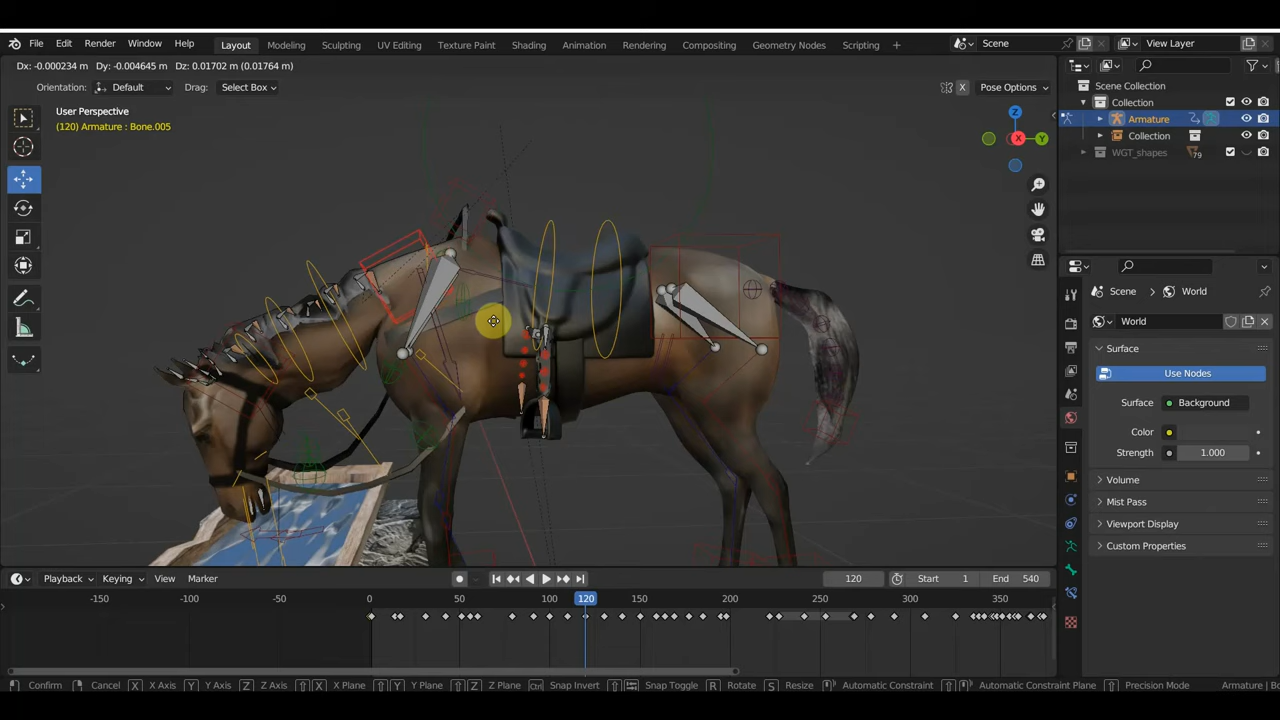 File Edit Render Window Help Layout Modeling Sculpting UV Editing Texture Paint Shading Animation Rendering Compositing Geometry Nodes Scripting + Scene View Layer
Dx: -0.000234 m Dy: -0.004645 m Dz: 0.01702 m (0.01764 m)
Orientation: Default Drag: Select Box X Pose Options
User Perspective
(120) Armature : Bone.005
Z
X
Y
Scene Collection
Collection
Armature
Collection
WGT_shapes 79
Scene World
World
Surface
Use Nodes
Surface Background
Color
Strength 1.000
Volume
Mist Pass
Viewport Display
Custom Properties
Playback Keying View Marker 120 Start 1 End 540
-150 -100 -50 0 50 100 120 150 200 250 300 350
Confirm Cancel X X Axis Y Y Axis Z Z Axis X X Plane Y Y Plane Z Z Plane Ctrl Snap Invert Snap Toggle R Rotate S Resize Automatic Constraint Automatic Constraint Plane Precision Mode Armature | Bo